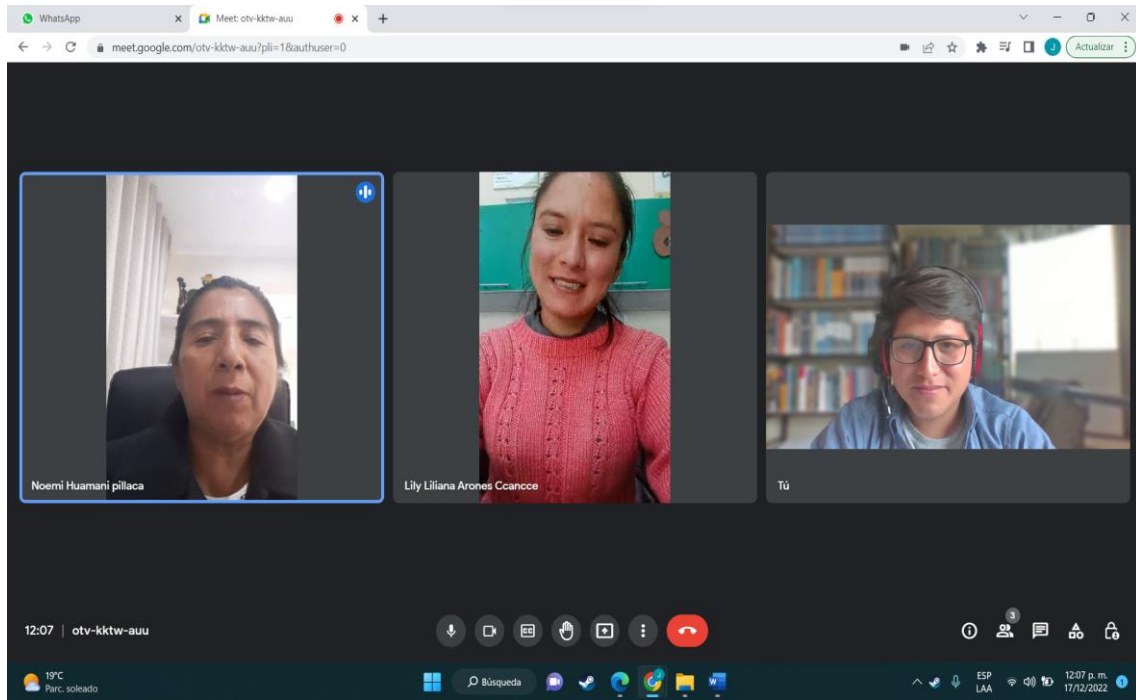 WhatsApp
Meet: otv-kktw-auu
meet.google.com/otv-kktw-auu?pli=1&authuser=0
J
Actualizar
Noemi Huamani pillaca
Lily Liliana Arones Ccancce
Tú
12:07 | otv-kktw-auu
CC
3
19°C
Parc. soleado
Búsqueda
W
ESP
LAA
12:07 p. m.
17/12/2022
1